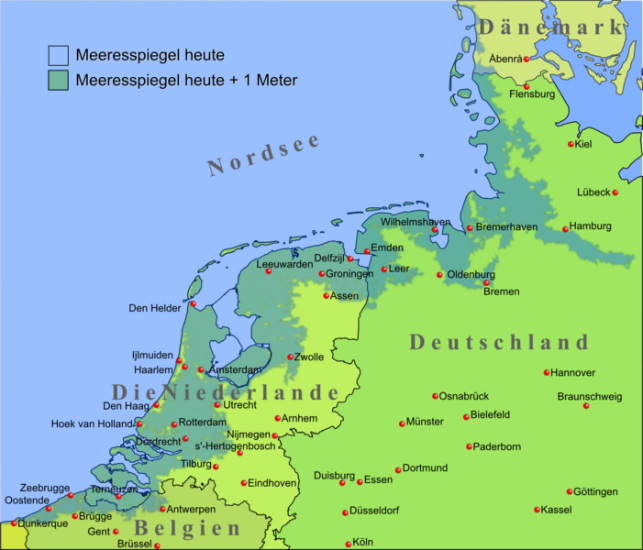 Dänemark
Meeresspiegel heute
Åbenrå
Meeresspiegel heute + 1 Meter
Flensburg
Nordsee
Kiel
Lübeck
Wilhelmshaven
Bremerhaven
Hamburg
Emden
Delfzijl
Leeuwarden
Groningen
Leer
Oldenburg
Bremen
Assen
Den Helder
Deutschland
Ijlmuiden
Zwolle
Haarlem
Amsterdam
Hannover
Die Niederlande
Osnabrück
Braunschweig
Den Haag
Utrecht
Arnhem
Bielefeld
Hoek van Holland
Rotterdam
Münster
Nijmegen
Dordrecht
s'-Hertogenbosch
Paderborn
Tilburg
Dortmund
Duisburg
Essen
Eindhoven
Zeebrugge
Terneuzen
Göttingen
Oostende
Antwerpen
Kassel
Brügge
Düsseldorf
Dunkerque
Belgien
Gent
Brüssel
Köln